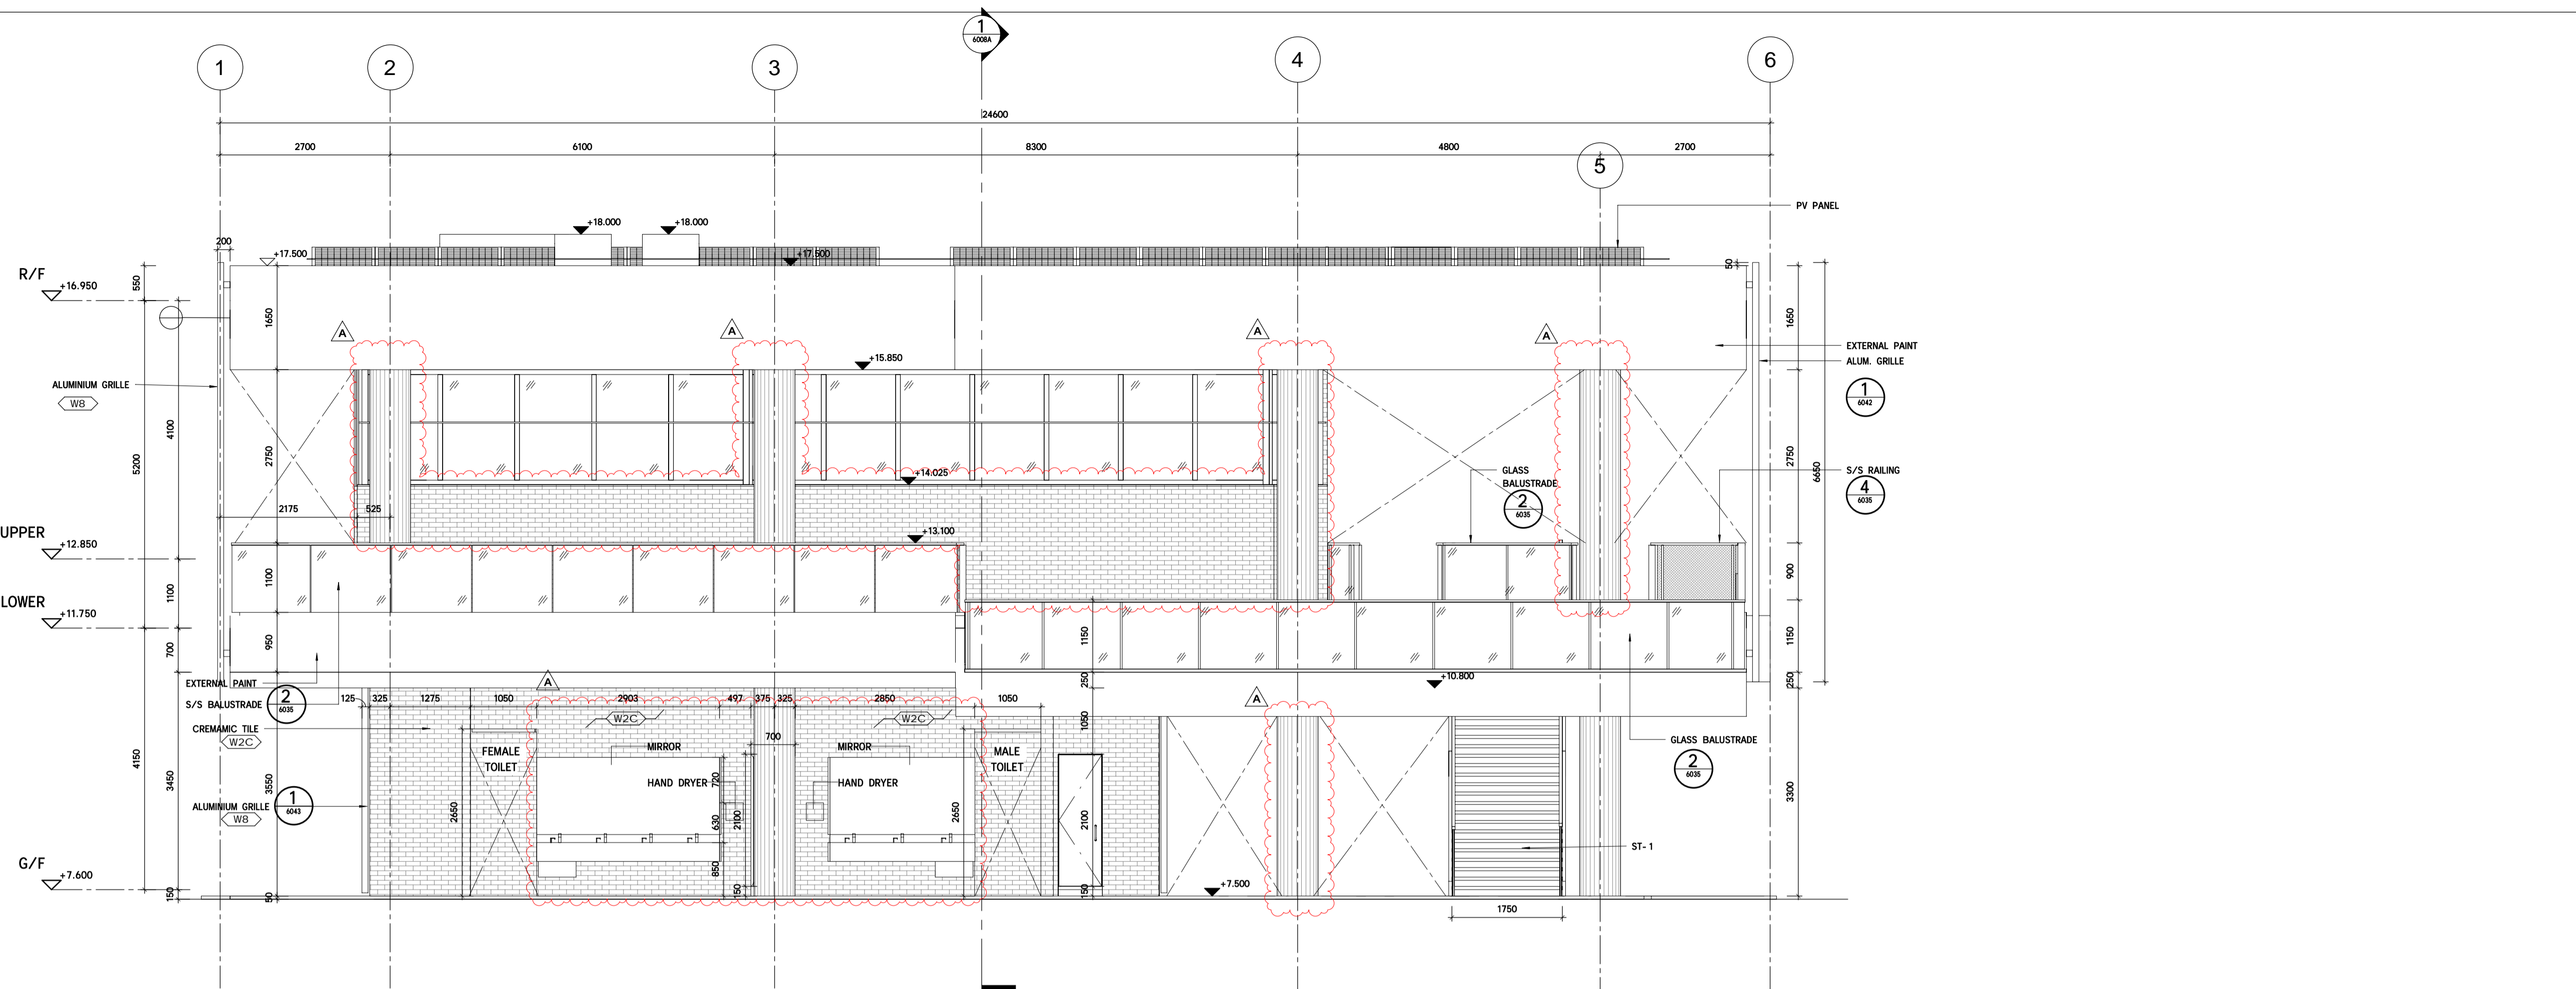 1
6008A
1
2
3
4
6
24600
2700
6100
8300
4800
2700
5
PV PANEL
+18.000
+18.000
200
+17.500
+17.500
50
R/F
+16.950
550
1650
1650
A
A
A
A
EXTERNAL PAINT
+15.850
ALUM. GRILLE
ALUMINIUM GRILLE
W8
1
6042
4100
5200
2750
2750
6650
+14.025
GLASS
BALUSTRADE
2
6035
S/S RAILING
4
6035
2175
525
UPPER
+12.850
+13.100
1100
1100
900
LOWER
+11.750
700
950
1150
1150
EXTERNAL PAINT
2
6035
S/S BALUSTRADE
A
250
+10.800
250
125
325
1275
1050
2903
497
375
325
2850
1050
A
W2C
W2C
1050
CREMAMIC TILE
W2C
FEMALE
TOILET
MIRROR
700
MIRROR
MALE
TOILET
GLASS BALUSTRADE
2
6035
4150
3450
3550
HAND DRYER
720
HAND DRYER
ALUMINIUM GRILLE
1
6043
W8
2650
630
2100
2650
2100
3300
ST-1
G/F
+7.600
850
150
50
150
150
+7.500
1750